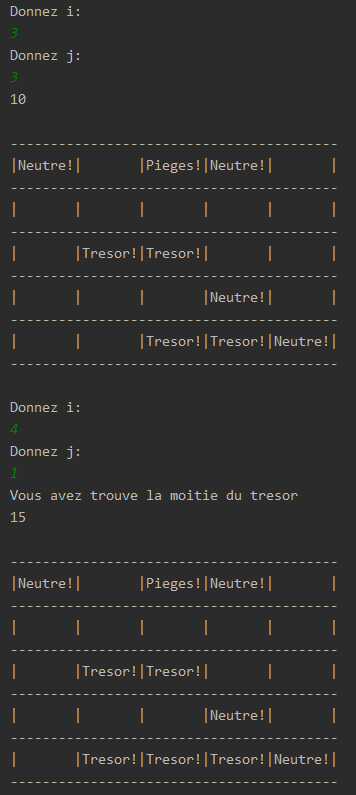 Donnez i:
3
Donnez j:
3
10
-----------------------------------------
|Neutre!|       |Pieges!|Neutre!|       |
-----------------------------------------
|       |       |       |       |       |
-----------------------------------------
|       |Tresor!|Tresor!|       |       |
-----------------------------------------
|       |       |       |Neutre!|       |
-----------------------------------------
|       |       |Tresor!|Tresor!|Neutre!|
-----------------------------------------
Donnez i:
4
Donnez j:
1
Vous avez trouve la moitie du tresor
15
-----------------------------------------
|Neutre!|       |Pieges!|Neutre!|       |
-----------------------------------------
|       |       |       |       |       |
-----------------------------------------
|       |Tresor!|Tresor!|       |       |
-----------------------------------------
|       |       |       |Neutre!|       |
-----------------------------------------
|       |Tresor!|Tresor!|Tresor!|Neutre!|
-----------------------------------------